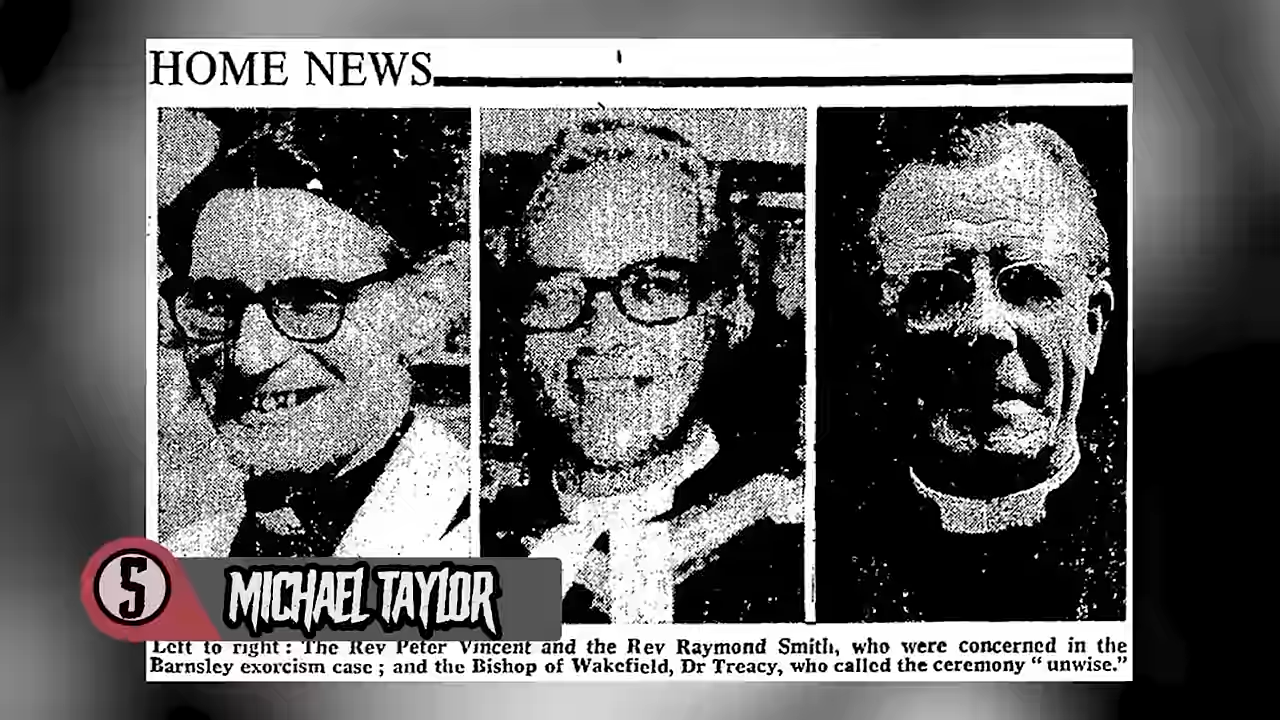 HOME NEWS
5
MICHAEL TAYLOR
Left to right : The Rev Peter Vincent and the Rev Raymond Smith, who were concerned in the
Barnsley exorcism case ; and the Bishop of Wakefield, Dr Treacy, who called the ceremony “ unwise.”